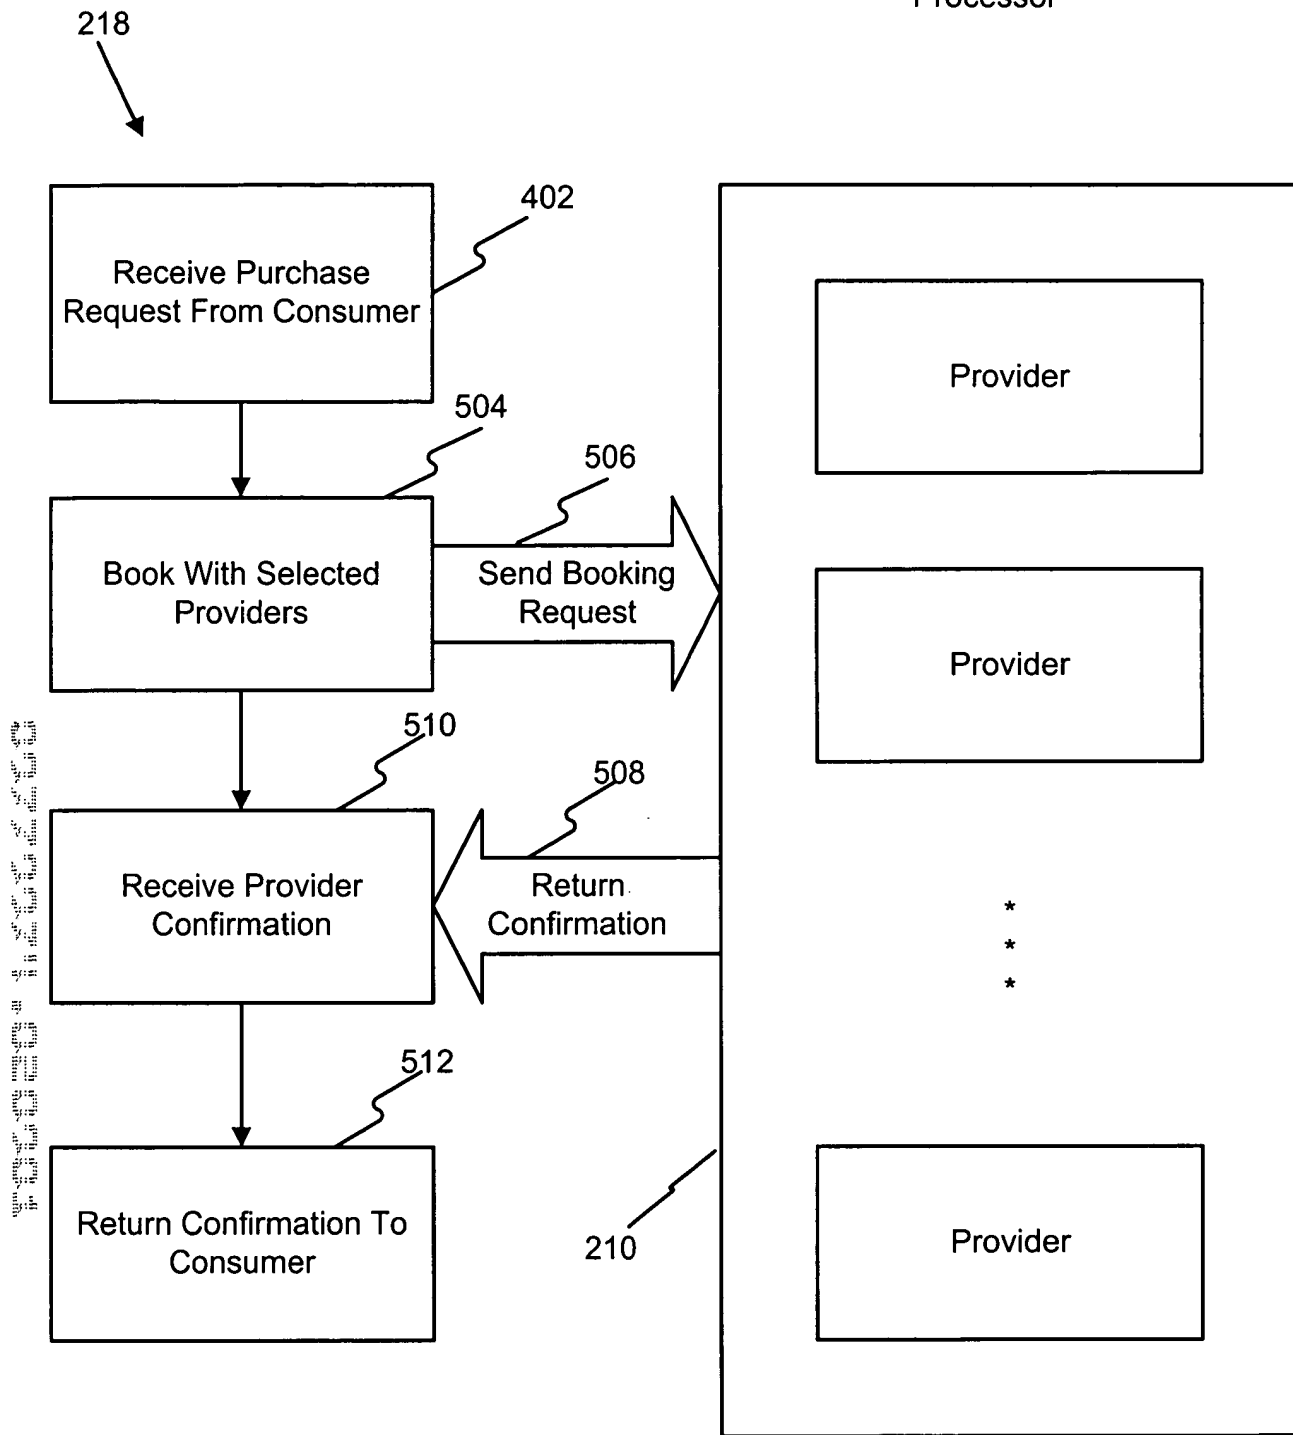 Processor
218
402
Receive Purchase
Request From Consumer
Provider
504
506
Book With Selected
Providers
Send Booking
Request
Provider
510
508
Receive Provider
Confirmation
Return
Confirmation
*
*
*
512
Return Confirmation To
Consumer
210
Provider